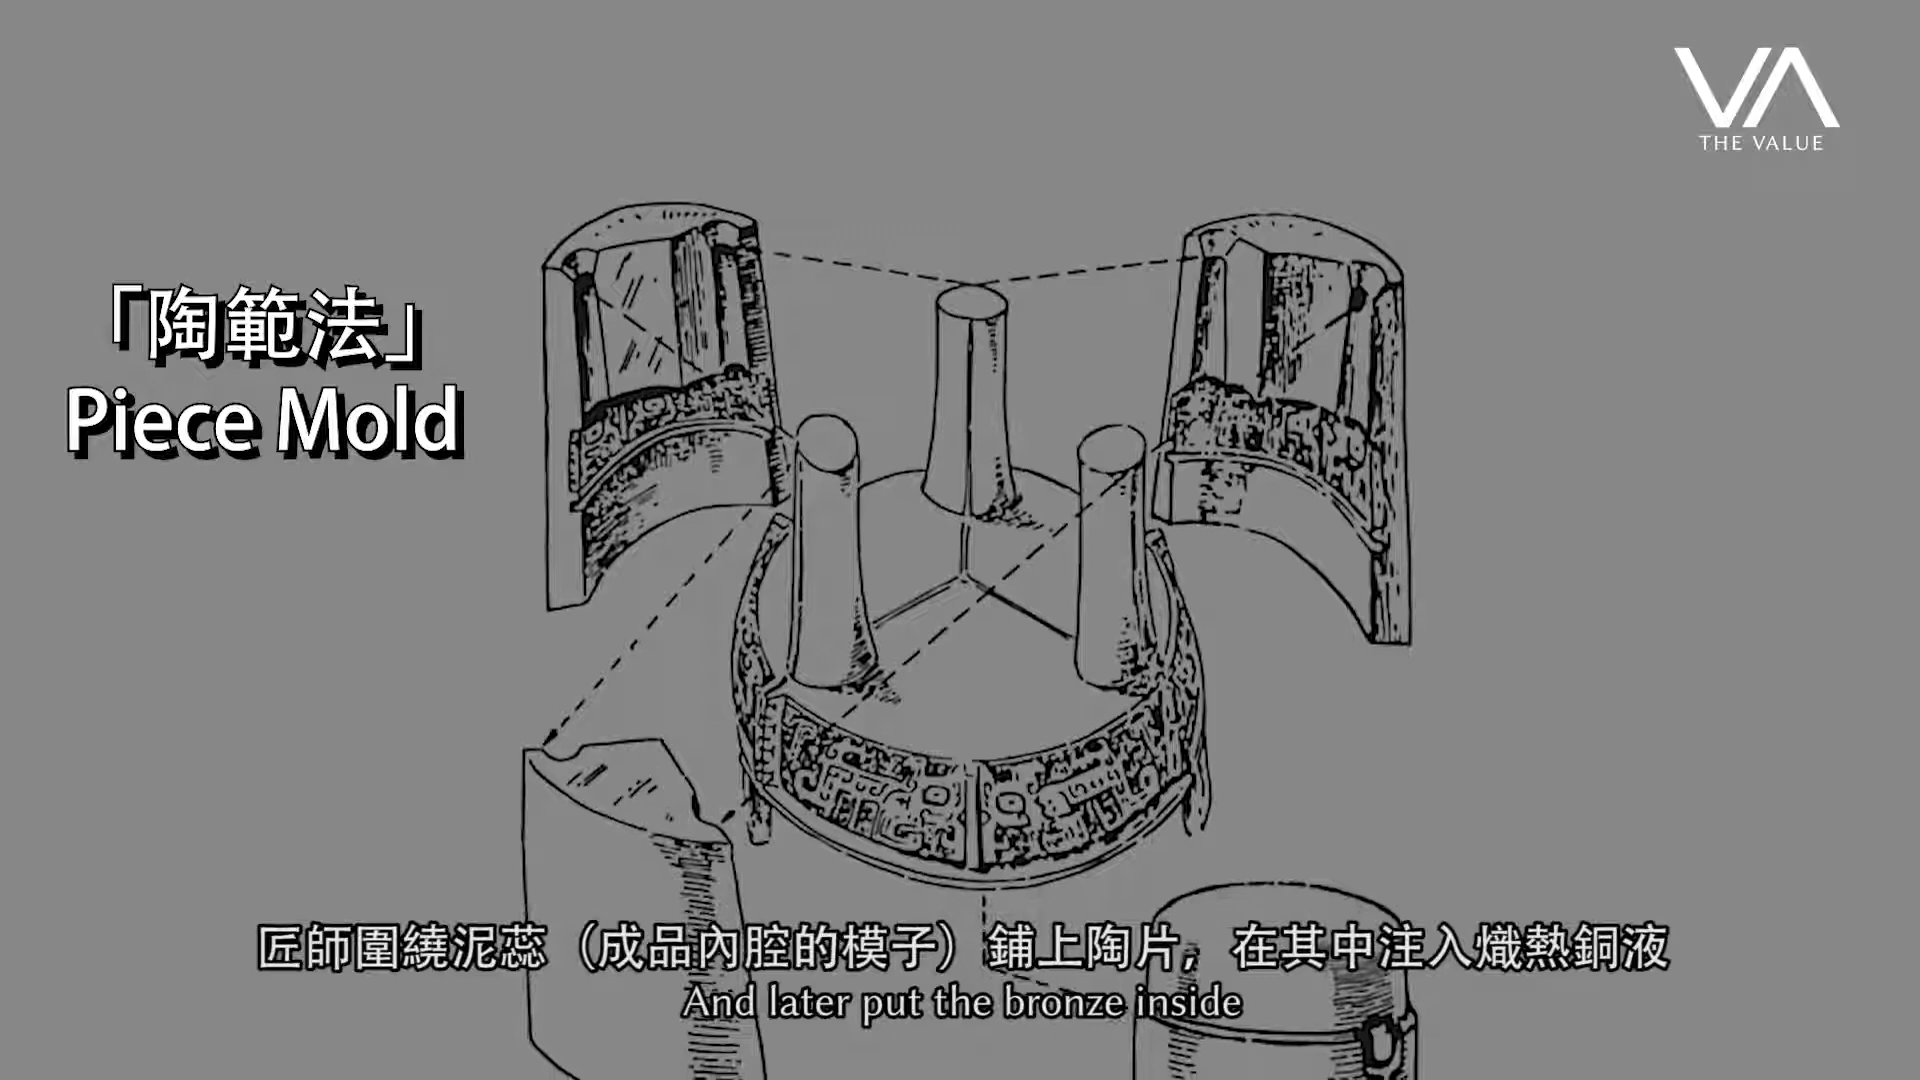 VA
THE VALUE
「陶範法」
Piece Mold
匠師圍繞泥蕊（成品內腔的模子）鋪上陶片，在其中注入熾熱銅液
And later put the bronze inside